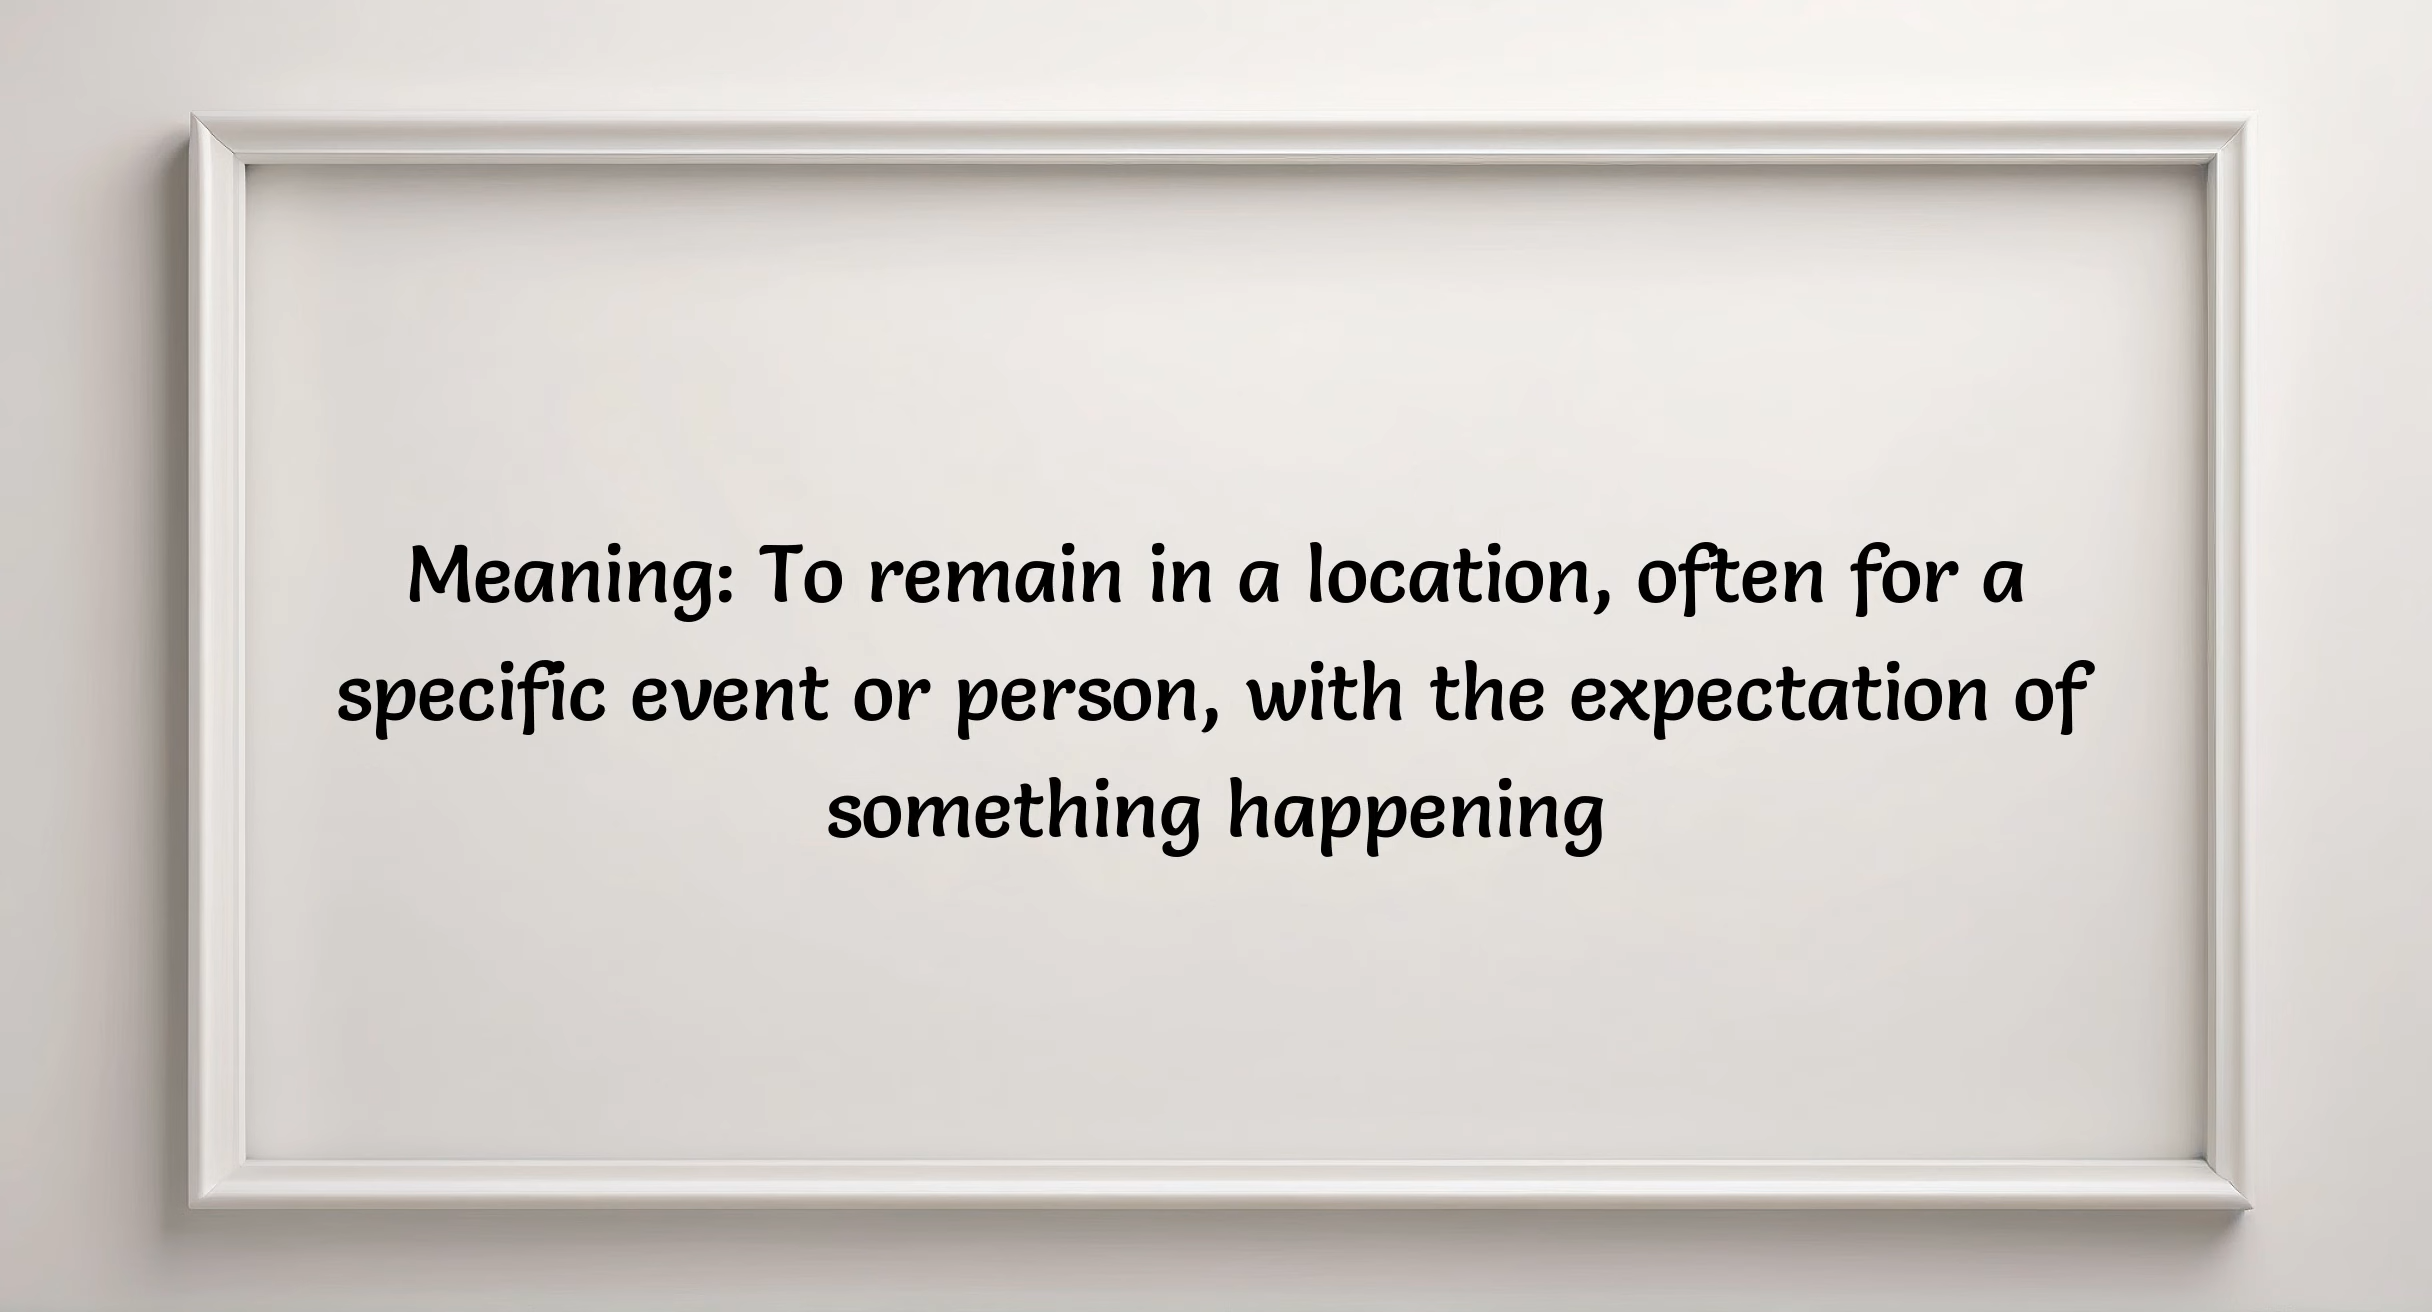 Meaning: To remain in a location, often for a
specific event or person, with the expectation of
something happening